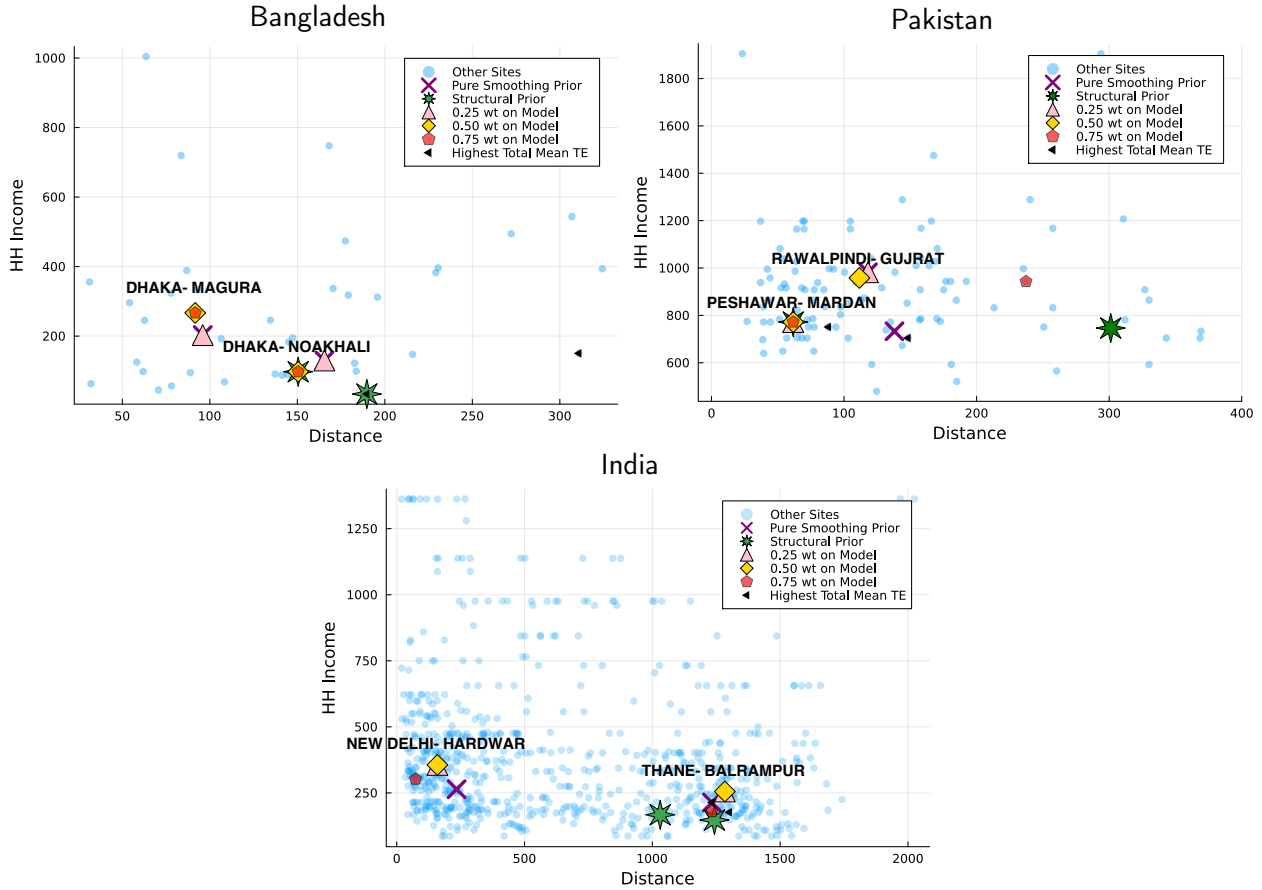 Bangladesh
1000
800
600
400
200
HH Income
50
100
150
200
250
300
Distance
Other Sites
Pure Smoothing Prior
Structural Prior
0.25 wt on Model
0.50 wt on Model
0.75 wt on Model
Highest Total Mean TE
DHAKA- MAGURA
DHAKA- NOAKHALI
Pakistan
1800
1600
1400
1200
1000
800
600
HH Income
0
100
200
300
400
Distance
Other Sites
Pure Smoothing Prior
Structural Prior
0.25 wt on Model
0.50 wt on Model
0.75 wt on Model
Highest Total Mean TE
RAWALPINDI- GUJRAT
PESHAWAR- MARDAN
India
1250
1000
750
500
250
HH Income
0
500
1000
1500
2000
Distance
Other Sites
Pure Smoothing Prior
Structural Prior
0.25 wt on Model
0.50 wt on Model
0.75 wt on Model
Highest Total Mean TE
NEW DELHI- HARDWAR
THANE- BALRAMPUR